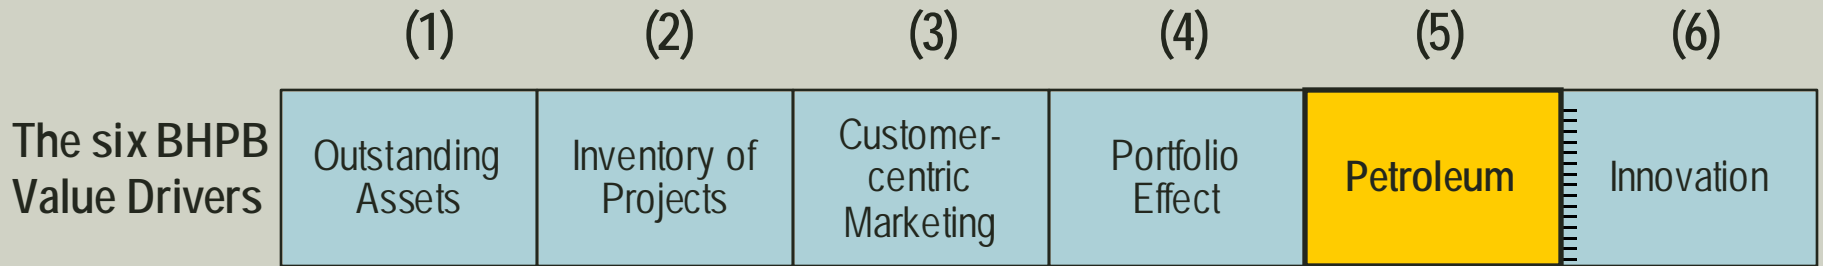 (1) (2) (3) (4) (5) (6)
The six BHPB
Value Drivers
Outstanding
Assets
Inventory of
Projects
Customer-
centric
Marketing
Portfolio
Effect
Petroleum
Innovation